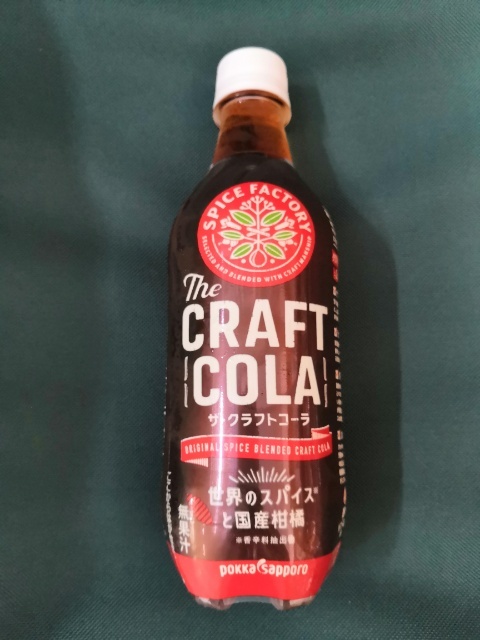 SPICE FACTORY
SELECTED AND BLENDED WITH CRAFTMANSHIP
The
CRAFT
COLA
ザ・クラフトコーラ
ORIGINAL SPICE BLENDED CRAFT COLA
世界のスパイス※
と国産柑橘
※香辛料抽出物
無果汁
pokka sapporo